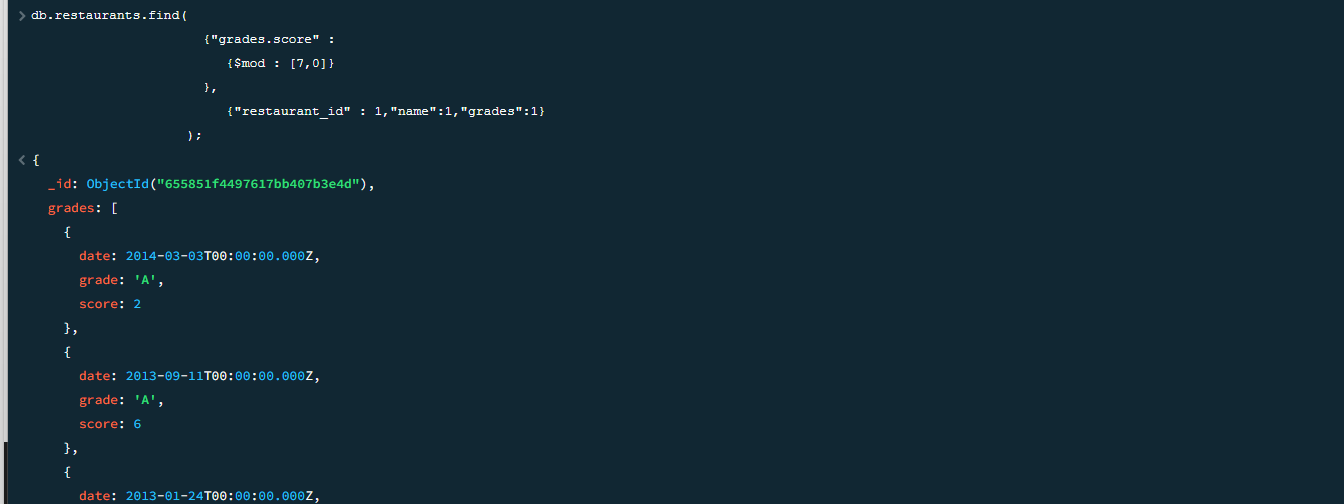 > db.restaurants.find(
{"grades.score" :
{$mod : [7,0]}
},
{"restaurant_id" : 1,"name":1,"grades":1}
);
< {
_id: ObjectId("655851f4497617bb407b3e4d"),
grades: [
{
date: 2014-03-03T00:00:00.000Z,
grade: 'A',
score: 2
},
{
date: 2013-09-11T00:00:00.000Z,
grade: 'A',
score: 6
},
{
date: 2013-01-24T00:00:00.000Z,